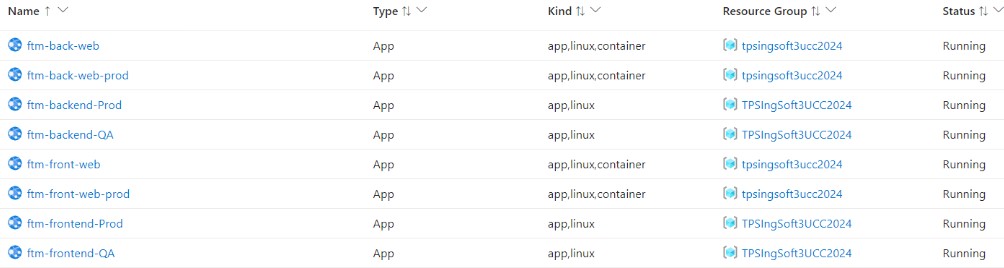 Name Type Kind Resource Group Status
ftm-back-web App app,linux,container tpsingsoft3ucc2024 Running
ftm-back-web-prod App app,linux,container tpsingsoft3ucc2024 Running
ftm-backend-Prod App app,linux TPSIngSoft3UCC2024 Running
ftm-backend-QA App app,linux TPSIngSoft3UCC2024 Running
ftm-front-web App app,linux,container tpsingsoft3ucc2024 Running
ftm-front-web-prod App app,linux,container tpsingsoft3ucc2024 Running
ftm-frontend-Prod App app,linux TPSIngSoft3UCC2024 Running
ftm-frontend-QA App app,linux TPSIngSoft3UCC2024 Running